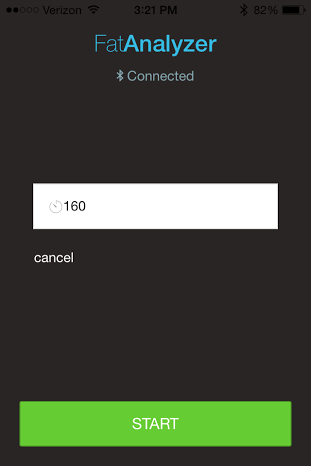 Verizon 3:21 PM 82%
FatAnalyzer
Connected
160
cancel
START